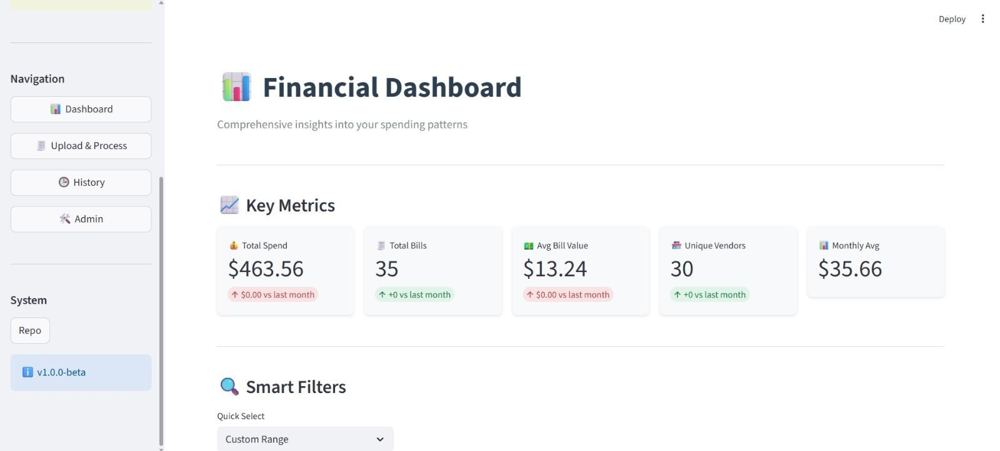 Deploy
Navigation
Dashboard
Upload & Process
History
Admin
System
Repo
v1.0.0-beta
Financial Dashboard
Comprehensive insights into your spending patterns
Key Metrics
Total Spend
$463.56
↑ $0.00 vs last month
Total Bills
35
↑ +0 vs last month
Avg Bill Value
$13.24
↑ $0.00 vs last month
Unique Vendors
30
↑ +0 vs last month
Monthly Avg
$35.66
Smart Filters
Quick Select
Custom Range